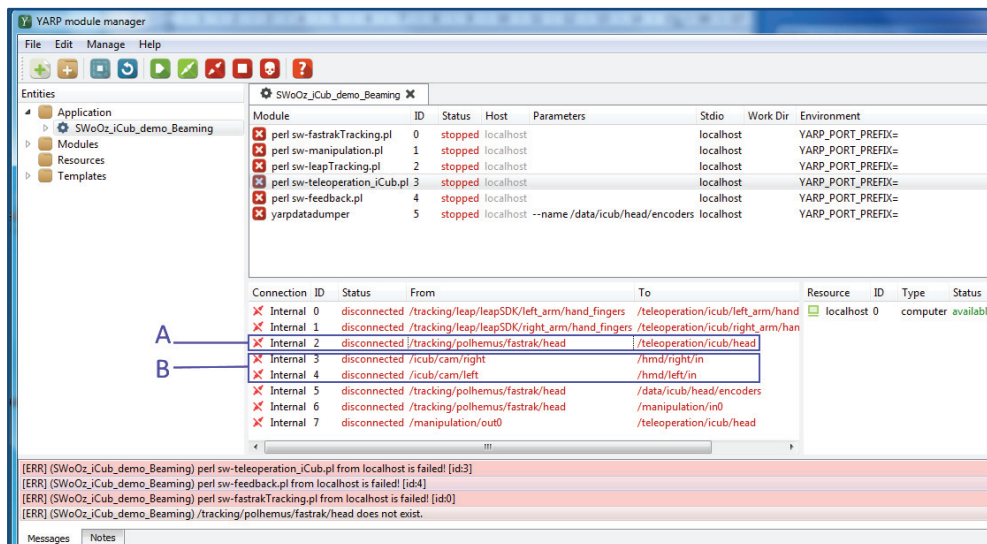 YARP module manager
File Edit Manage Help
Entities
SWoOz_iCub_demo_Beaming
Application
SWoOz_iCub_demo_Beaming
Modules
Resources
Templates
Module ID Status Host Parameters Stdio Work Dir Environment
perl sw-fastrakTracking.pl 0 stopped localhost localhost YARP_PORT_PREFIX=
perl sw-manipulation.pl 1 stopped localhost localhost YARP_PORT_PREFIX=
perl sw-leapTracking.pl 2 stopped localhost localhost YARP_PORT_PREFIX=
perl sw-teleoperation_iCub.pl 3 stopped localhost localhost YARP_PORT_PREFIX=
perl sw-feedback.pl 4 stopped localhost localhost YARP_PORT_PREFIX=
yarpdatadumper 5 stopped localhost --name /data/icub/head/encoders localhost YARP_PORT_PREFIX=
Connection ID Status From To Resource ID Type Status
Internal 0 disconnected /tracking/leap/leapSDK/left_arm/hand_fingers /teleoperation/icub/left_arm/hand localhost 0 computer availabl
Internal 1 disconnected /tracking/leap/leapSDK/right_arm/hand_fingers /teleoperation/icub/right_arm/han
A Internal 2 disconnected /tracking/polhemus/fastrak/head /teleoperation/icub/head
B Internal 3 disconnected /icub/cam/right /hmd/right/in
Internal 4 disconnected /icub/cam/left /hmd/left/in
Internal 5 disconnected /tracking/polhemus/fastrak/head /data/icub/head/encoders
Internal 6 disconnected /tracking/polhemus/fastrak/head /manipulation/in0
Internal 7 disconnected /manipulation/out0 /teleoperation/icub/head
[ERR] (SWoOz_iCub_demo_Beaming) perl sw-teleoperation_iCub.pl from localhost is failed! [id:3]
[ERR] (SWoOz_iCub_demo_Beaming) perl sw-feedback.pl from localhost is failed! [id:4]
[ERR] (SWoOz_iCub_demo_Beaming) perl sw-fastrakTracking.pl from localhost is failed! [id:0]
[ERR] (SWoOz_iCub_demo_Beaming) /tracking/polhemus/fastrak/head does not exist.
Messages Notes